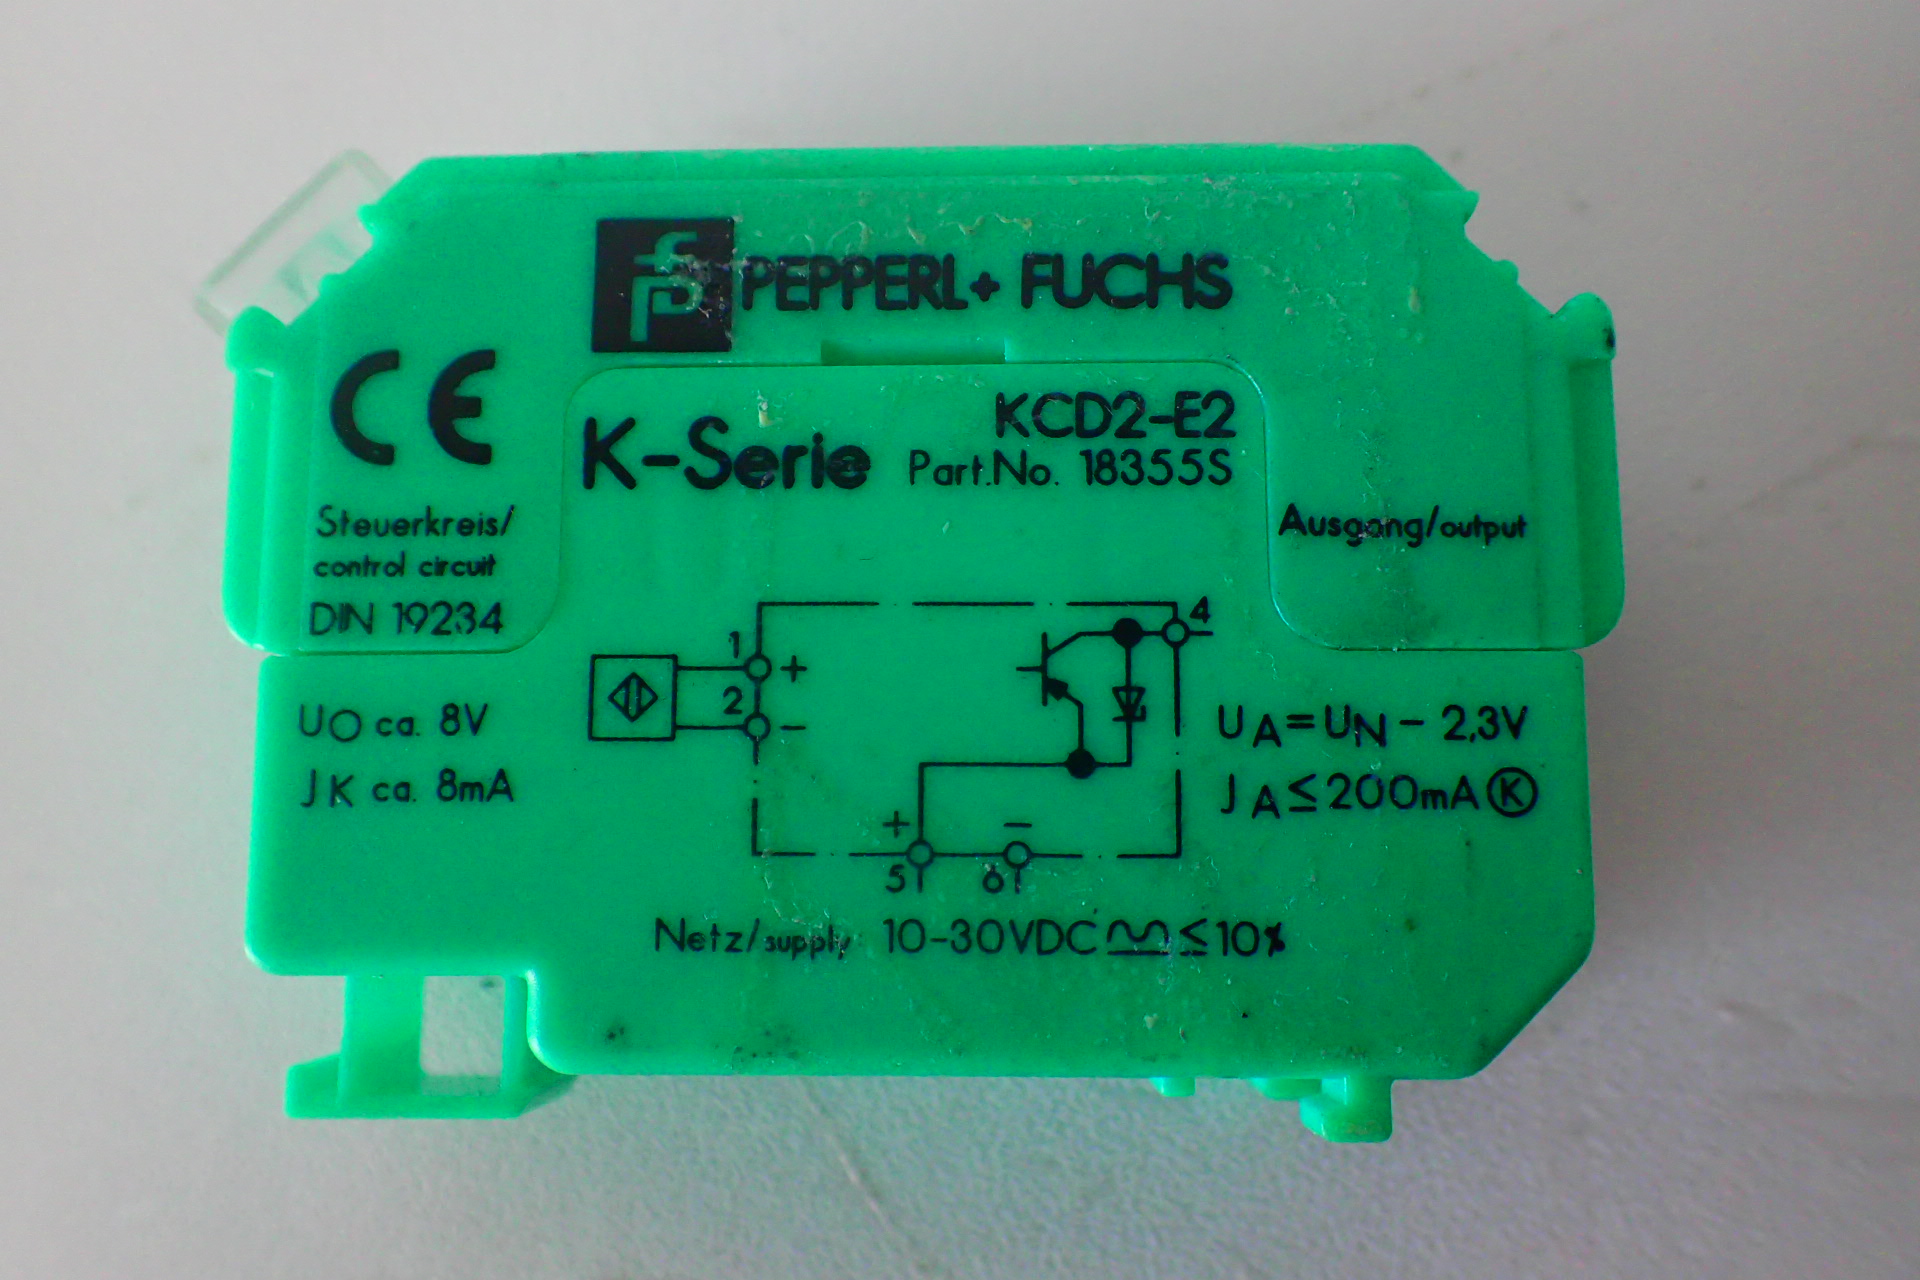 PEPPERL + FUCHS
CE
K-Serie
KCD2-E2
Part.No. 18355S
Steuerkreis/
control circuit
DIN 19234
Ausgang/output
1 +
2 -
4
UO ca. 8V
JK ca. 8mA
UA=UN- 2,3V
JA≤200mA Ⓚ
+ -
5 6
Netz/supply 10-30VDC ≤10%